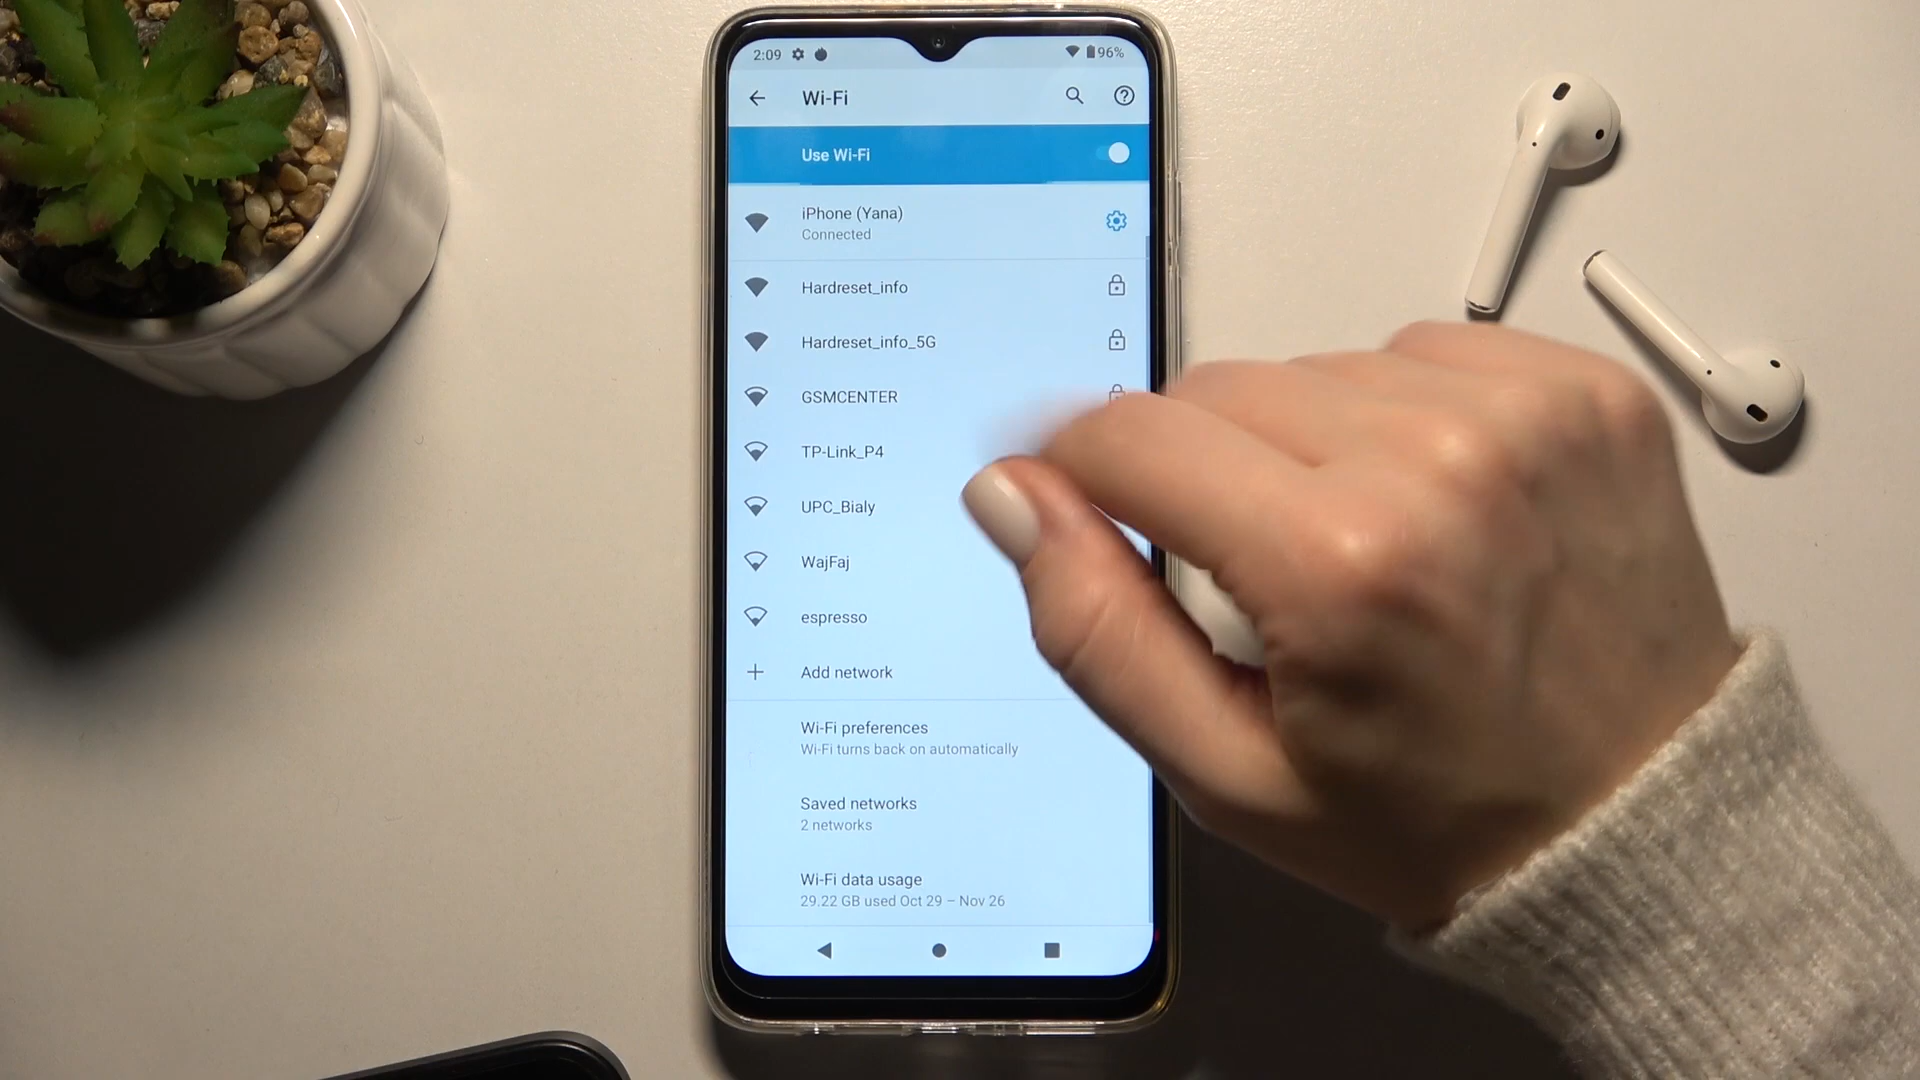 2:09
96%
Wi-Fi
Use Wi-Fi
iPhone (Yana)
Connected
Hardreset_info
Hardreset_info_5G
GSMCENTER
TP-Link_P4
UPC_Bialy
WajFaj
espresso
Add network
Wi-Fi preferences
Wi-Fi turns back on automatically
Saved networks
2 networks
Wi-Fi data usage
29.22 GB used Oct 29 – Nov 26